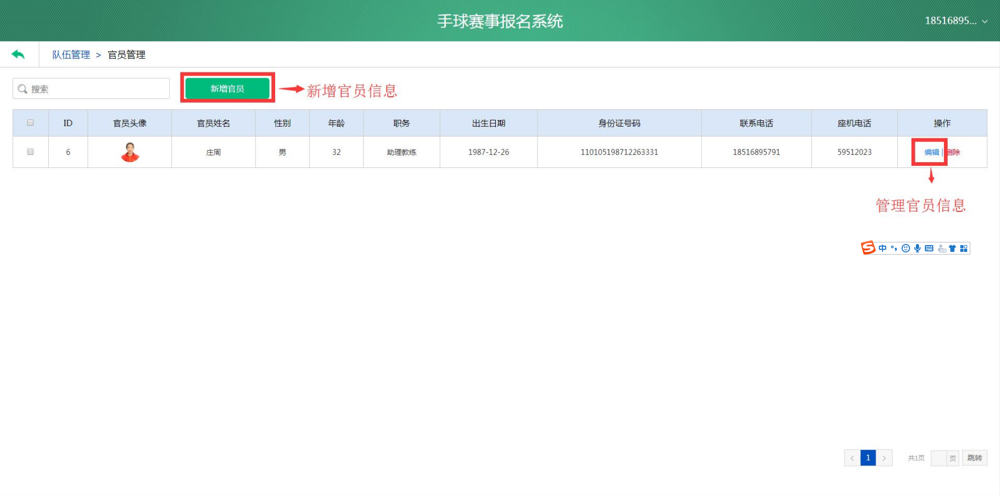 手球赛事报名系统
18516895...
队伍管理 > 官员管理
搜索
新增官员
新增官员信息
ID 官员头像 官员姓名 性别 年龄 职务 出生日期 身份证号码 联系电话 座机电话 操作
6 庄周 男 32 助理教练 1987-12-26 110105198712263331 18516895791 59512023 编辑 | 删除
管理官员信息
S 中
< 1 > 共1页 页 跳转